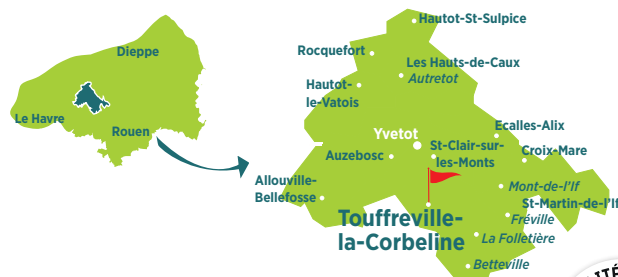 Dieppe
Le Havre
Rouen
Hautot-St-Sulpice
Rocquefort
Les Hauts-de-Caux
Autretot
Hautot-
le-Vatois
Ecalles-Alix
Yvetot
St-Clair-sur-
les-Monts
Croix-Mare
Auzebosc
Allouville-
Bellefosse
Mont-de-l'If
St-Martin-de-l'If
Touffreville-
la-Corbeline
Fréville
La Folletière
Betteville